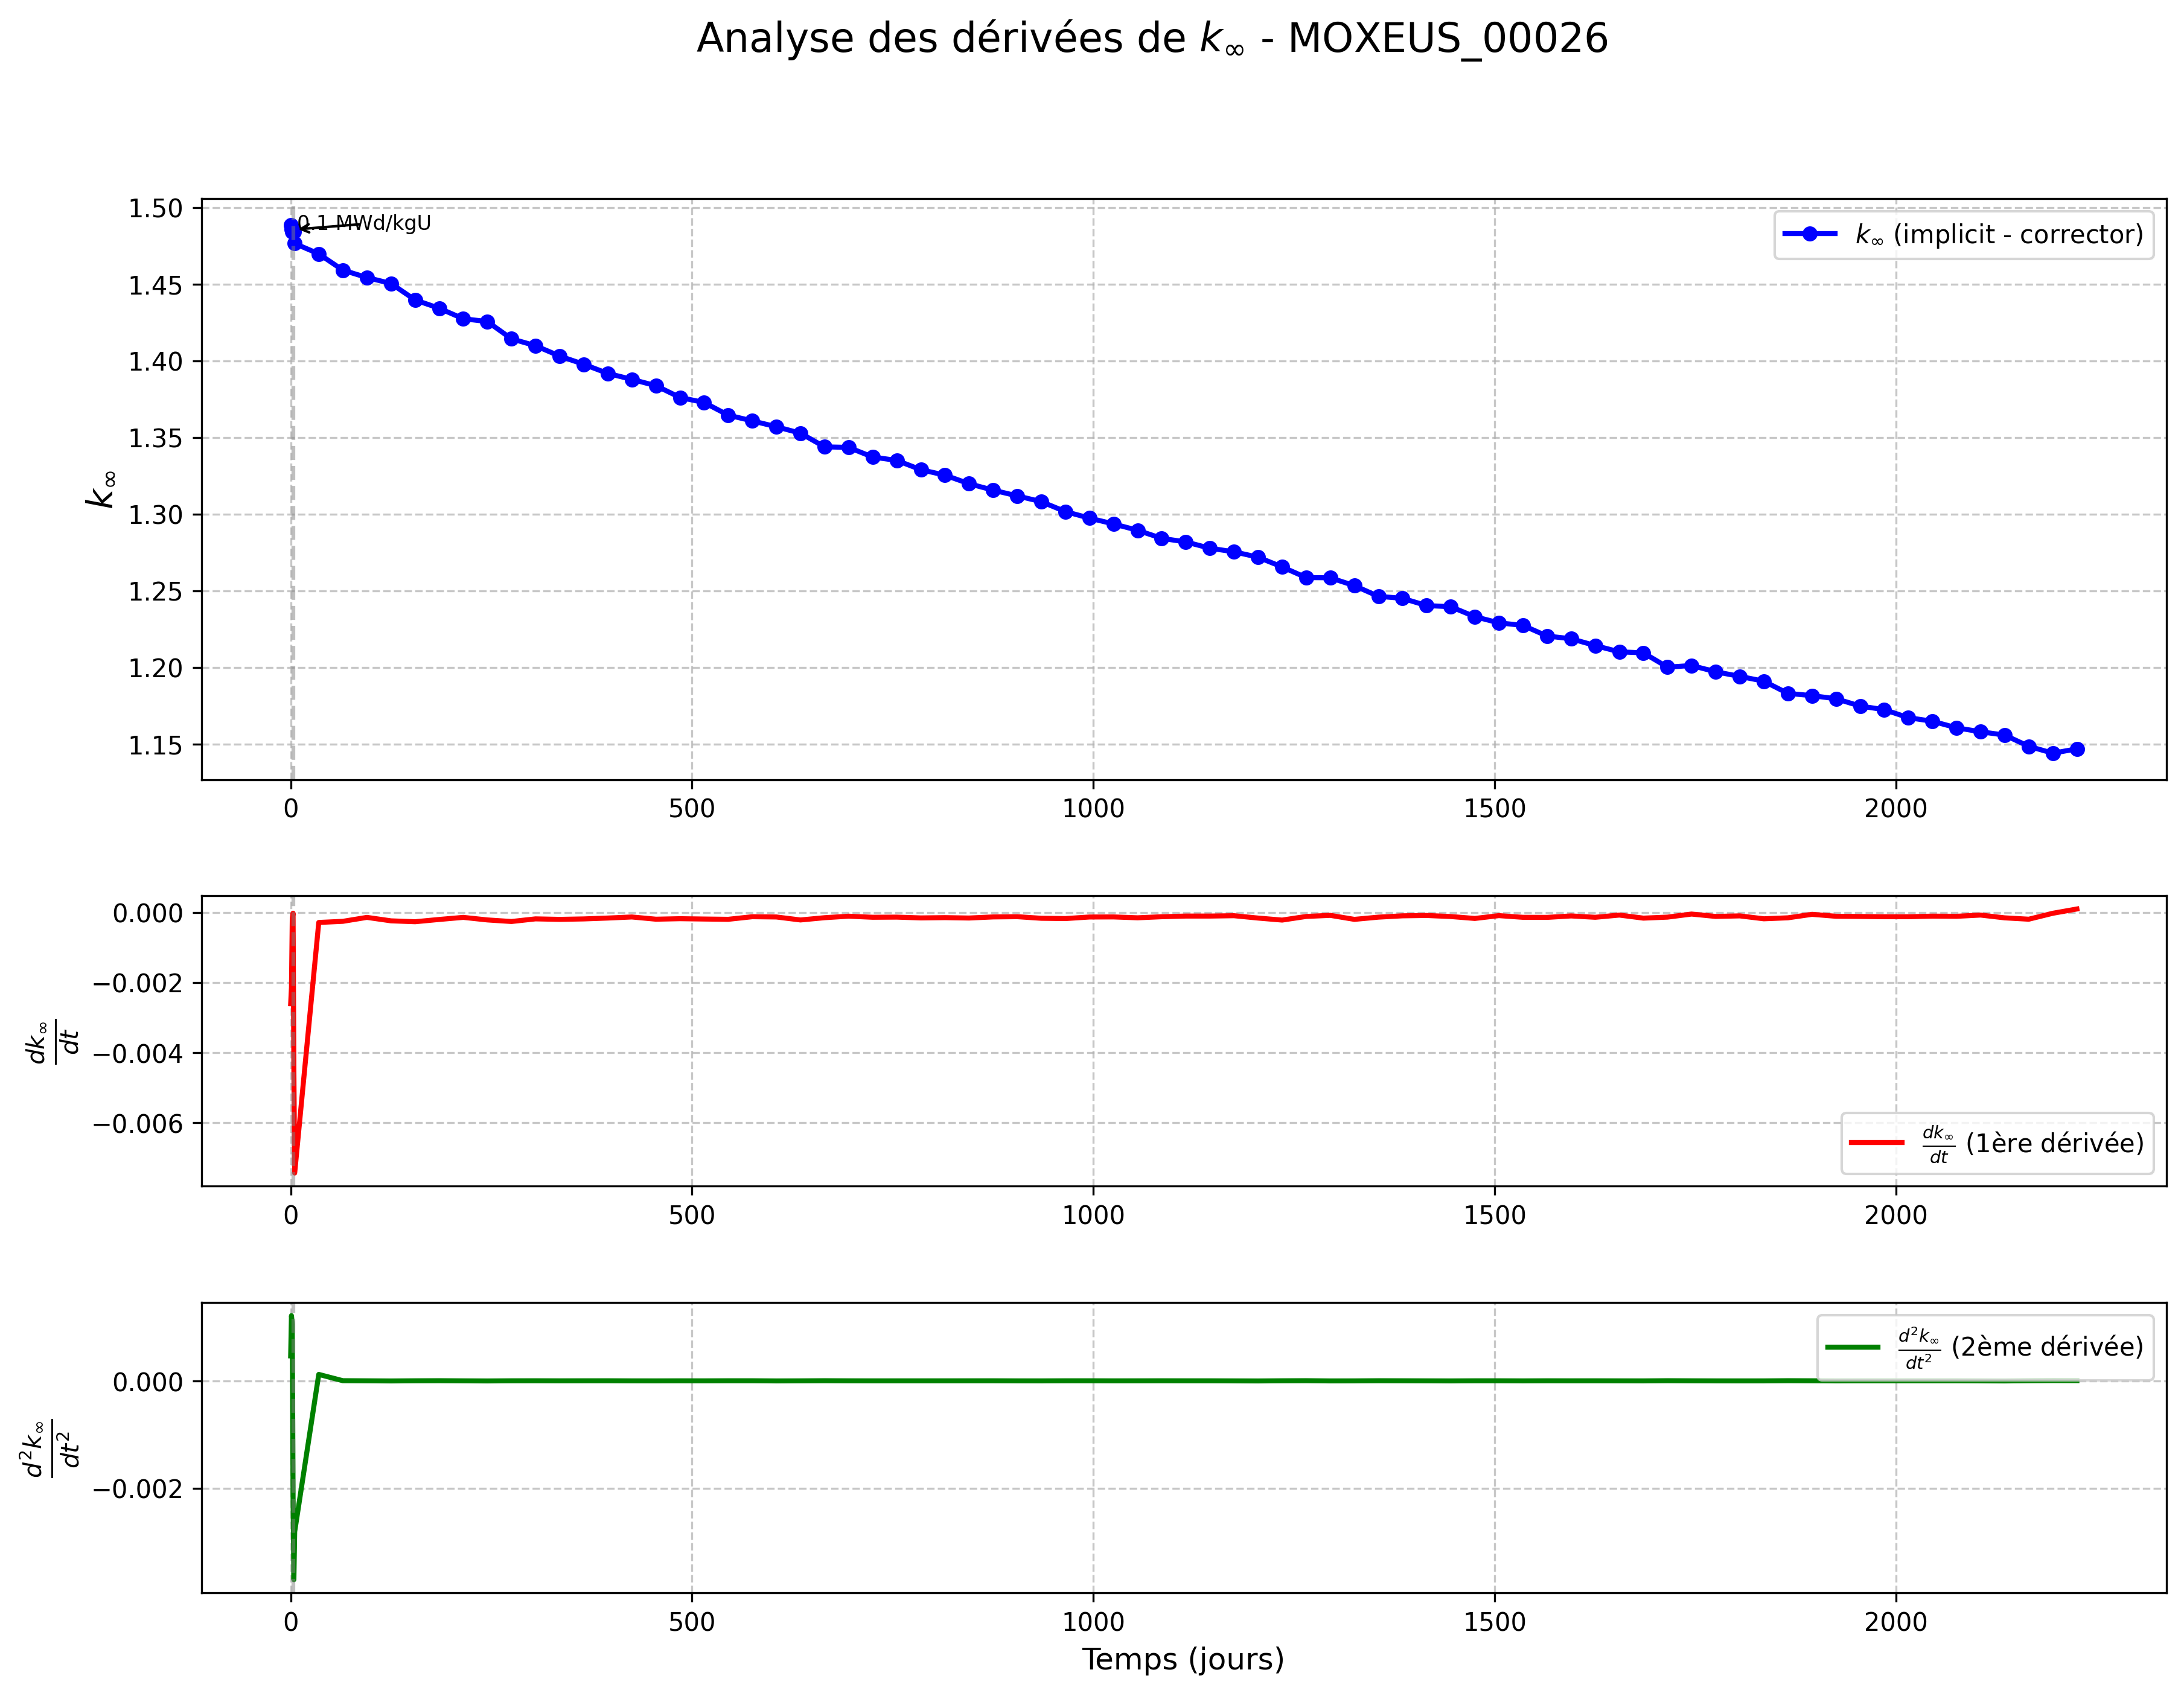 Analyse des dérivées de k∞ - MOXEUS_00026
1.50
1.45
1.40
1.35
1.30
1.25
1.20
1.15
k∞
0.1 MWd/kgU
k∞ (implicit - corrector)
0 500 1000 1500 2000
0.000
−0.002
−0.004
−0.006
dk∞/dt
dk∞/dt (1ère dérivée)
0 500 1000 1500 2000
0.000
−0.002
d²k∞/dt²
d²k∞/dt² (2ème dérivée)
0 500 1000 1500 2000
Temps (jours)